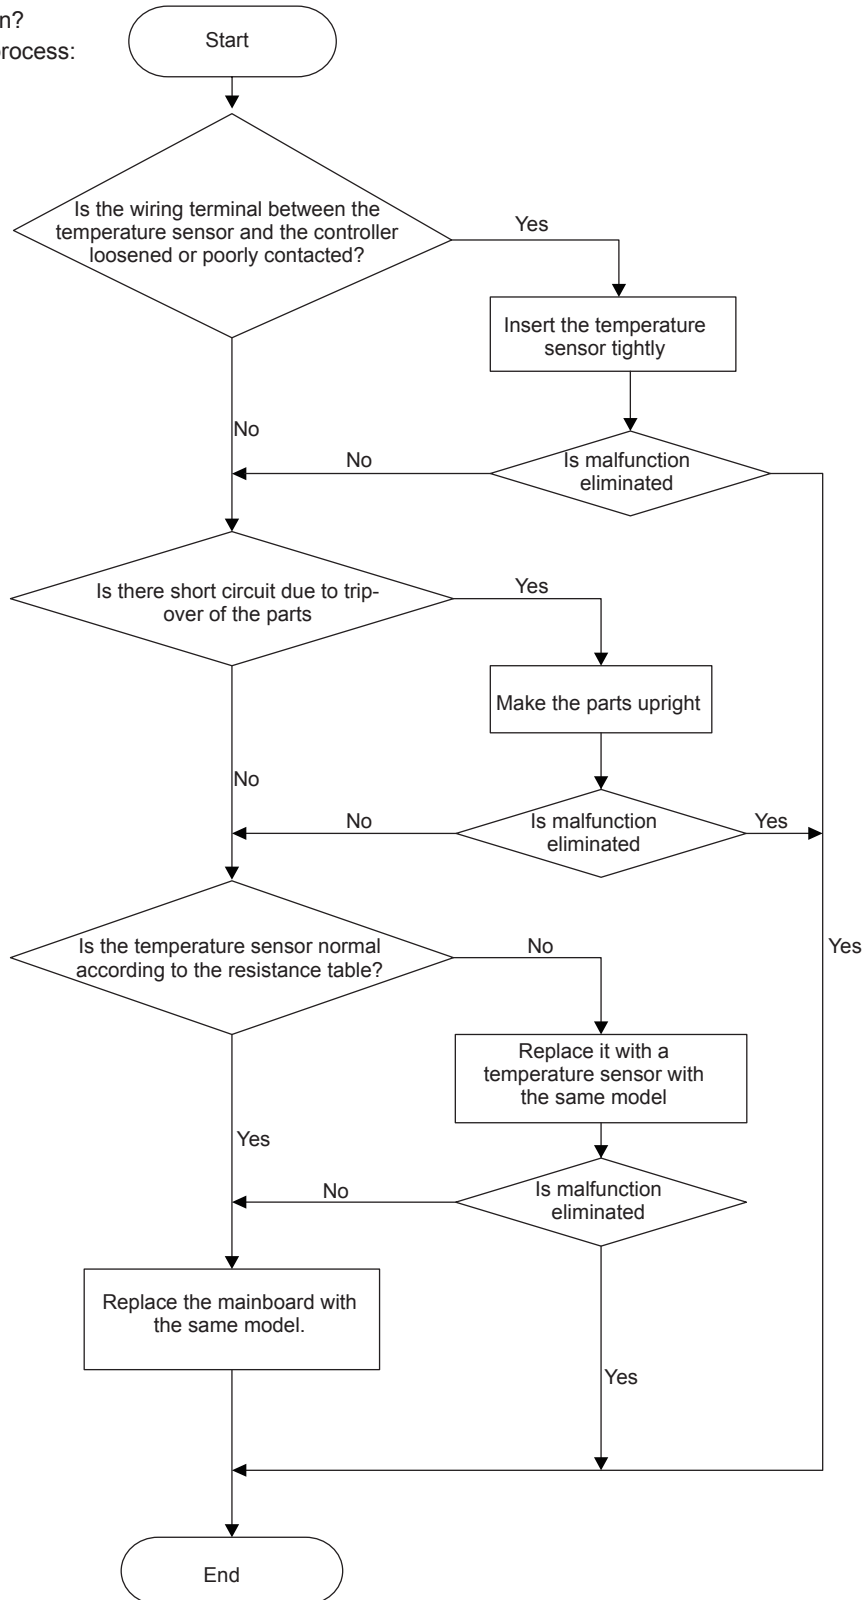 n?
rocess:
Start
Is the wiring terminal between the
temperature sensor and the controller
loosened or poorly contacted?
Yes
Insert the temperature
sensor tightly
No
No
Is malfunction
eliminated
Is there short circuit due to trip-
over of the parts
Yes
Make the parts upright
No
No
Is malfunction
eliminated
Yes
Yes
Is the temperature sensor normal
according to the resistance table?
No
Replace it with a
temperature sensor with
the same model
Yes
No
Is malfunction
eliminated
Replace the mainboard with
the same model.
Yes
End